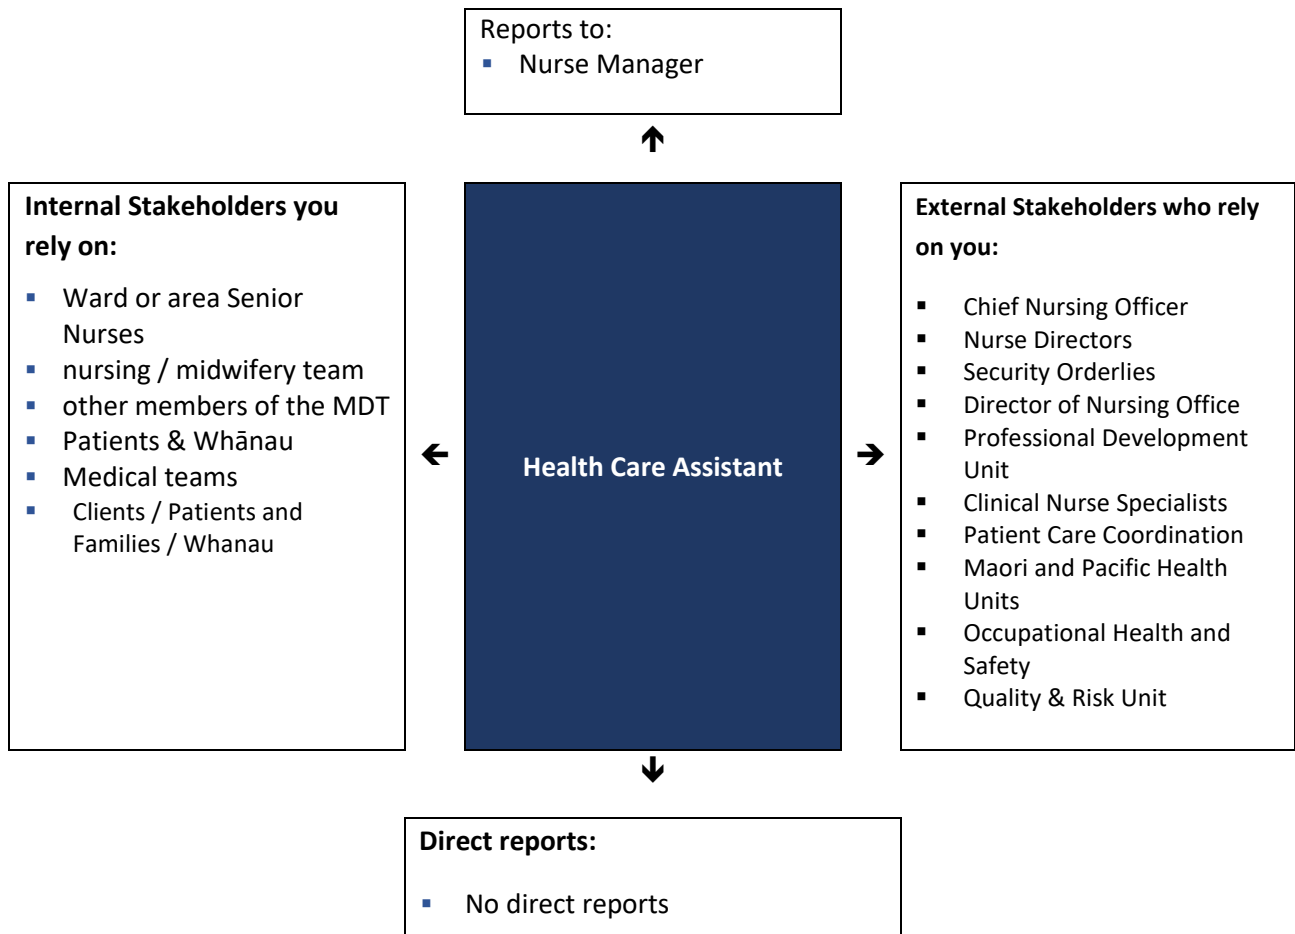 Reports to:
▪ Nurse Manager
Internal Stakeholders you
rely on:
▪ Ward or area Senior
Nurses
▪ nursing / midwifery team
▪ other members of the MDT
▪ Patients & Whānau
▪ Medical teams
▪ Clients / Patients and
Families / Whanau
Health Care Assistant
External Stakeholders who rely
on you:
▪ Chief Nursing Officer
▪ Nurse Directors
▪ Security Orderlies
▪ Director of Nursing Office
▪ Professional Development
Unit
▪ Clinical Nurse Specialists
▪ Patient Care Coordination
▪ Maori and Pacific Health
Units
▪ Occupational Health and
Safety
▪ Quality & Risk Unit
Direct reports:
▪ No direct reports